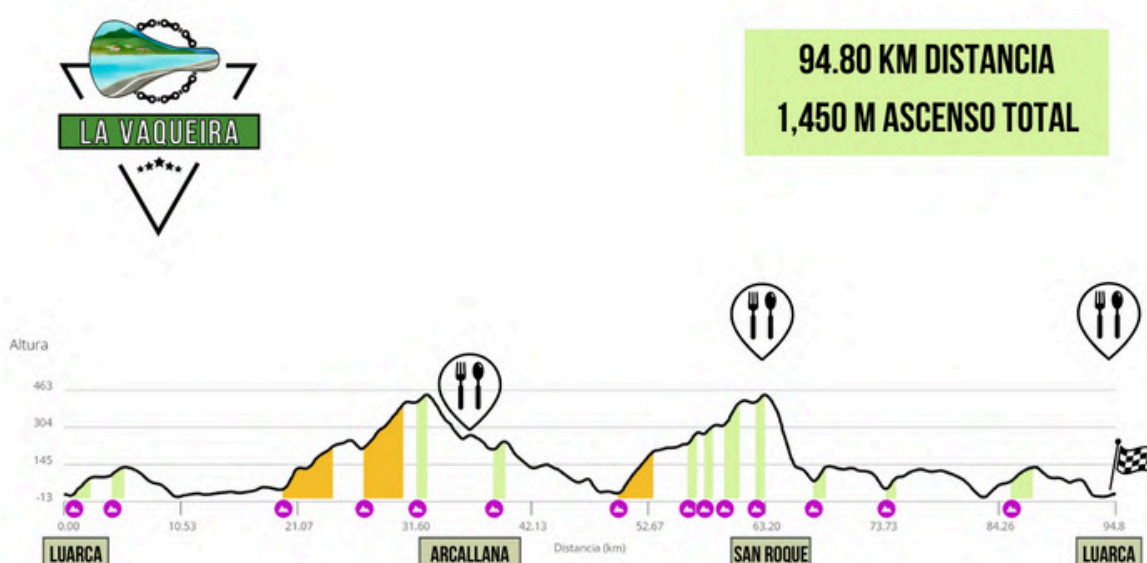 LA VAQUEIRA
94.80 KM DISTANCIA
1,450 M ASCENSO TOTAL
Altura
463
304
145
-13
0.00 10.53 21.07 31.60 42.13 52.67 63.20 73.73 84.26 94.8
Distancia (km)
LUARCA ARCALLANA SAN ROQUE LUARCA